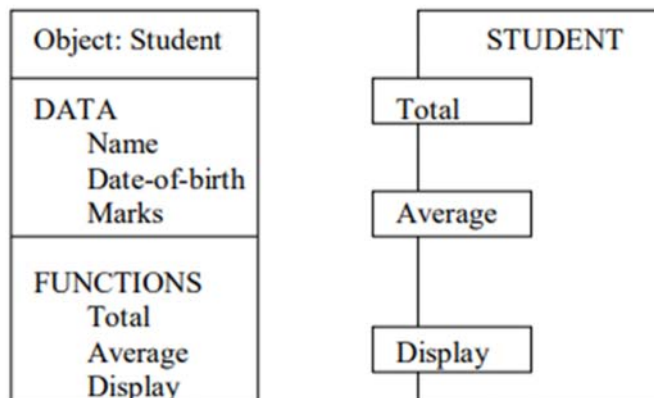 Object: Student
DATA
Name
Date-of-birth
Marks
FUNCTIONS
Total
Average
Display
STUDENT
Total
Average
Display